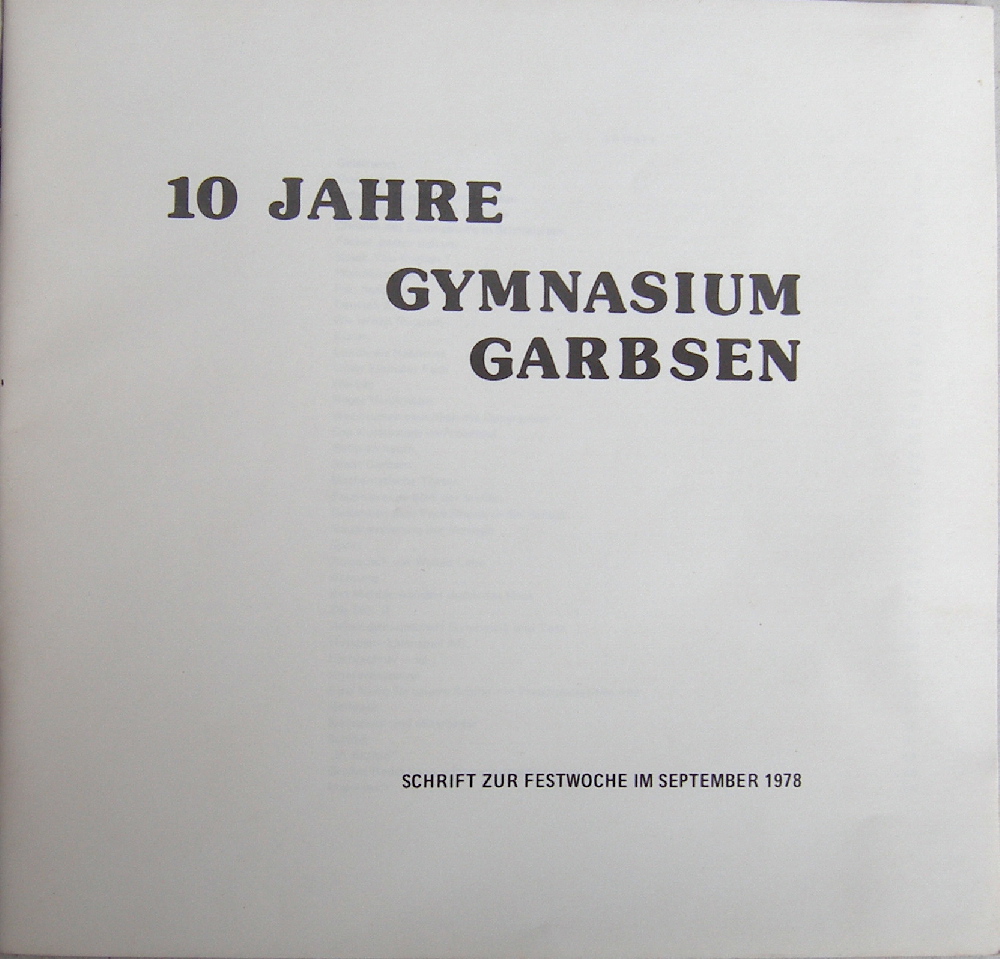 10 JAHRE
GYMNASIUM
GARBSEN
SCHRIFT ZUR FESTWOCHE IM SEPTEMBER 1978